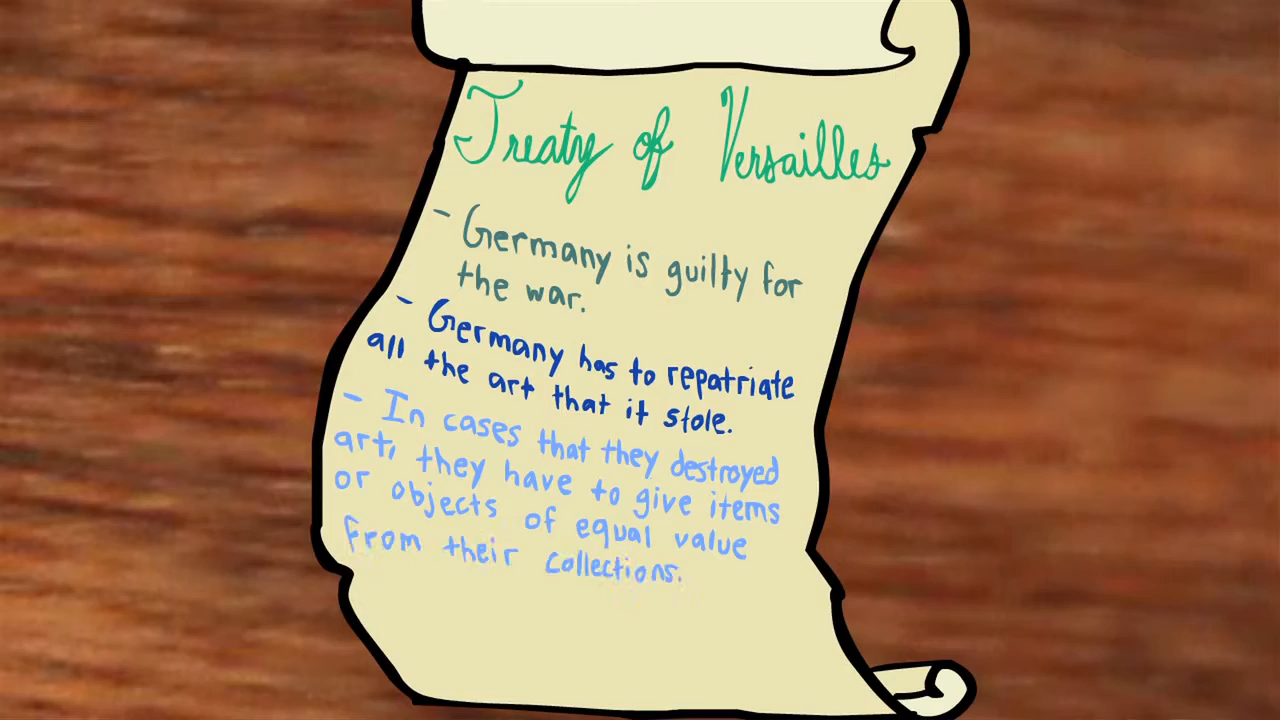 Treaty of Versailles
- Germany is guilty for
the war.
- Germany has to repatriate
all the art that it stole.
- In cases that they destroyed
art, they have to give items
or objects of equal value
from their collections.